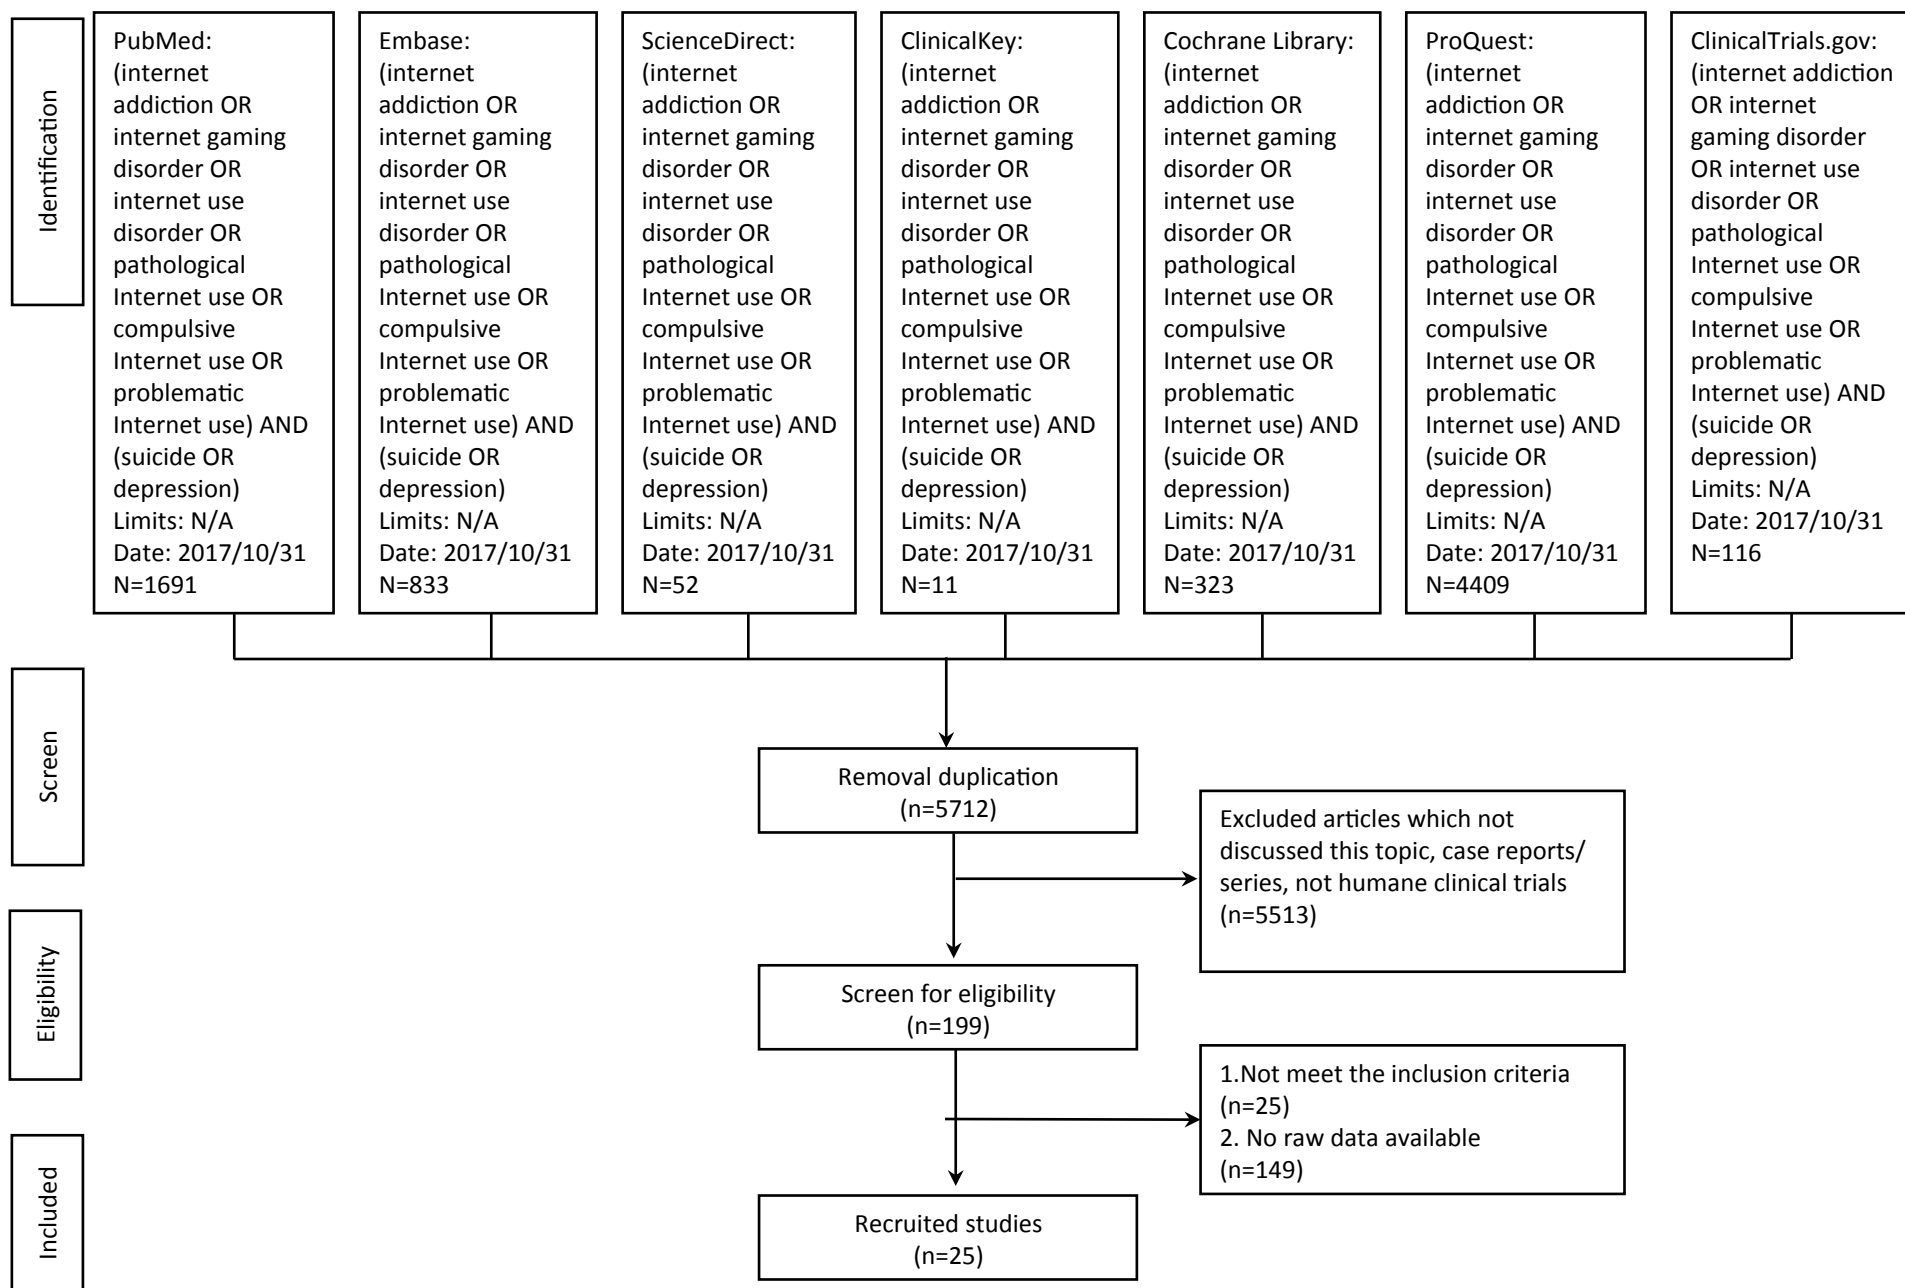 Identification
PubMed:
(internet
addiction OR
internet gaming
disorder OR
internet use
disorder OR
pathological
Internet use OR
compulsive
Internet use OR
problematic
Internet use) AND
(suicide OR
depression)
Limits: N/A
Date: 2017/10/31
N=1691
Embase:
(internet
addiction OR
internet gaming
disorder OR
internet use
disorder OR
pathological
Internet use OR
compulsive
Internet use OR
problematic
Internet use) AND
(suicide OR
depression)
Limits: N/A
Date: 2017/10/31
N=833
ScienceDirect:
(internet
addiction OR
internet gaming
disorder OR
internet use
disorder OR
pathological
Internet use OR
compulsive
Internet use OR
problematic
Internet use) AND
(suicide OR
depression)
Limits: N/A
Date: 2017/10/31
N=52
ClinicalKey:
(internet
addiction OR
internet gaming
disorder OR
internet use
disorder OR
pathological
Internet use OR
compulsive
Internet use OR
problematic
Internet use) AND
(suicide OR
depression)
Limits: N/A
Date: 2017/10/31
N=11
Cochrane Library:
(internet
addiction OR
internet gaming
disorder OR
internet use
disorder OR
pathological
Internet use OR
compulsive
Internet use OR
problematic
Internet use) AND
(suicide OR
depression)
Limits: N/A
Date: 2017/10/31
N=323
ProQuest:
(internet
addiction OR
internet gaming
disorder OR
internet use
disorder OR
pathological
Internet use OR
compulsive
Internet use OR
problematic
Internet use) AND
(suicide OR
depression)
Limits: N/A
Date: 2017/10/31
N=4409
ClinicalTrials.gov:
(internet addiction
OR internet
gaming disorder
OR internet use
disorder OR
pathological
Internet use OR
compulsive
Internet use OR
problematic
Internet use) AND
(suicide OR
depression)
Limits: N/A
Date: 2017/10/31
N=116
Screen
Removal duplication
(n=5712)
Excluded articles which not
discussed this topic, case reports/
series, not humane clinical trials
(n=5513)
Eligibility
Screen for eligibility
(n=199)
1.Not meet the inclusion criteria
(n=25)
2. No raw data available
(n=149)
Included
Recruited studies
(n=25)